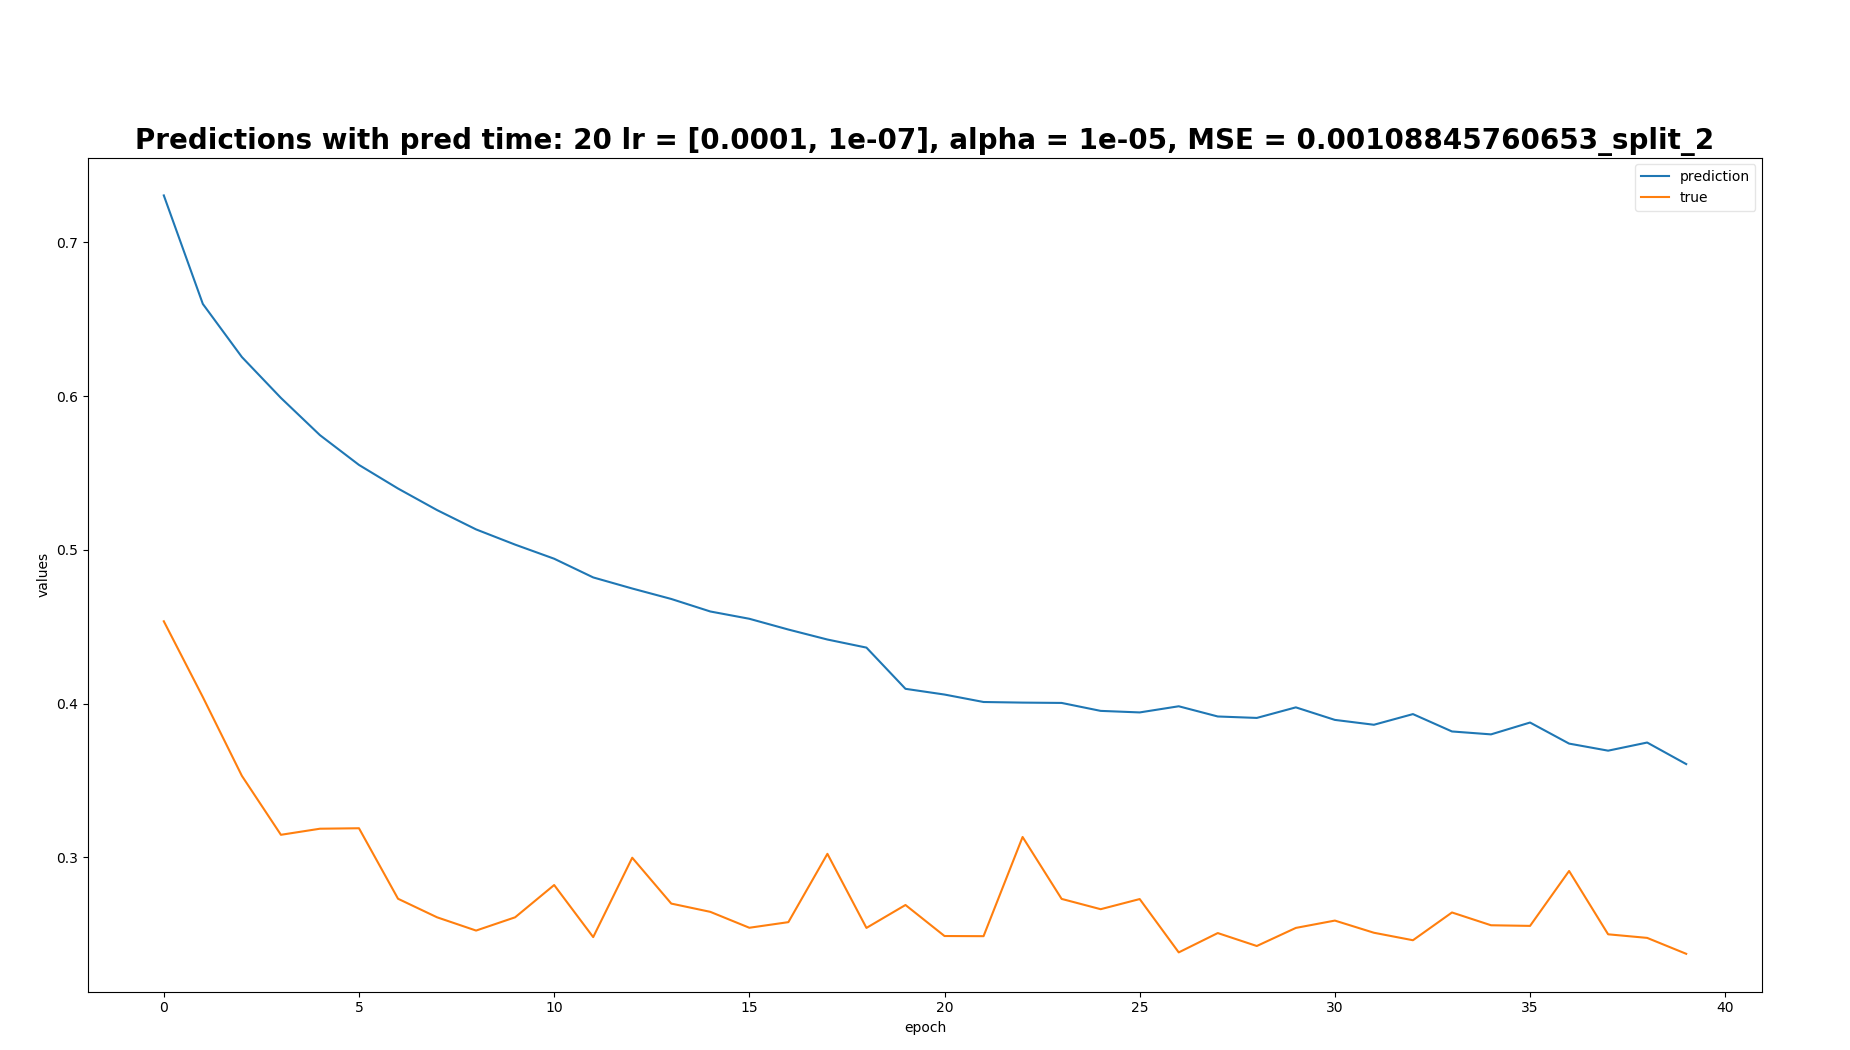 Predictions with pred time: 20 lr = [0.0001, 1e-07], alpha = 1e-05, MSE = 0.00108845760653_split_2
prediction
true
0.7
0.6
0.5
0.4
0.3
values
0 5 10 15 20 25 30 35 40
epoch